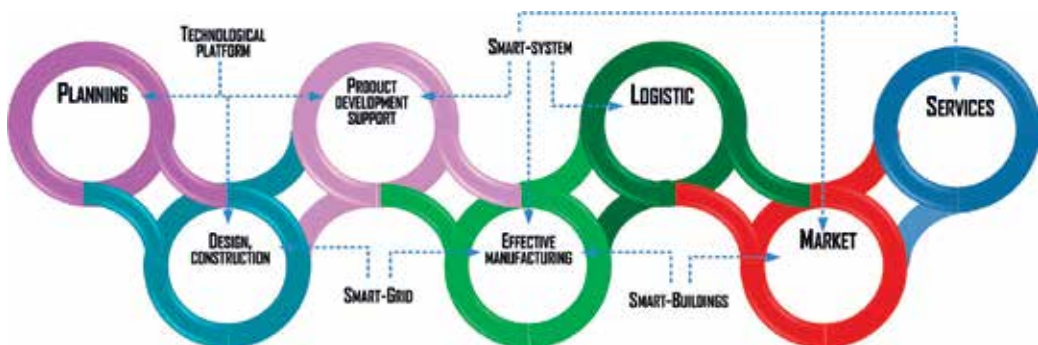 TECHNOLOGICAL
PLATFORM
SMART-SYSTEM
PLANNING
PRODUCT
DEVELOPMENT
SUPPORT
LOGISTIC
SERVICES
DESIGN,
CONSTRUCTION
EFFECTIVE
MANUFACTURING
MARKET
SMART-GRID
SMART-BUILDINGS